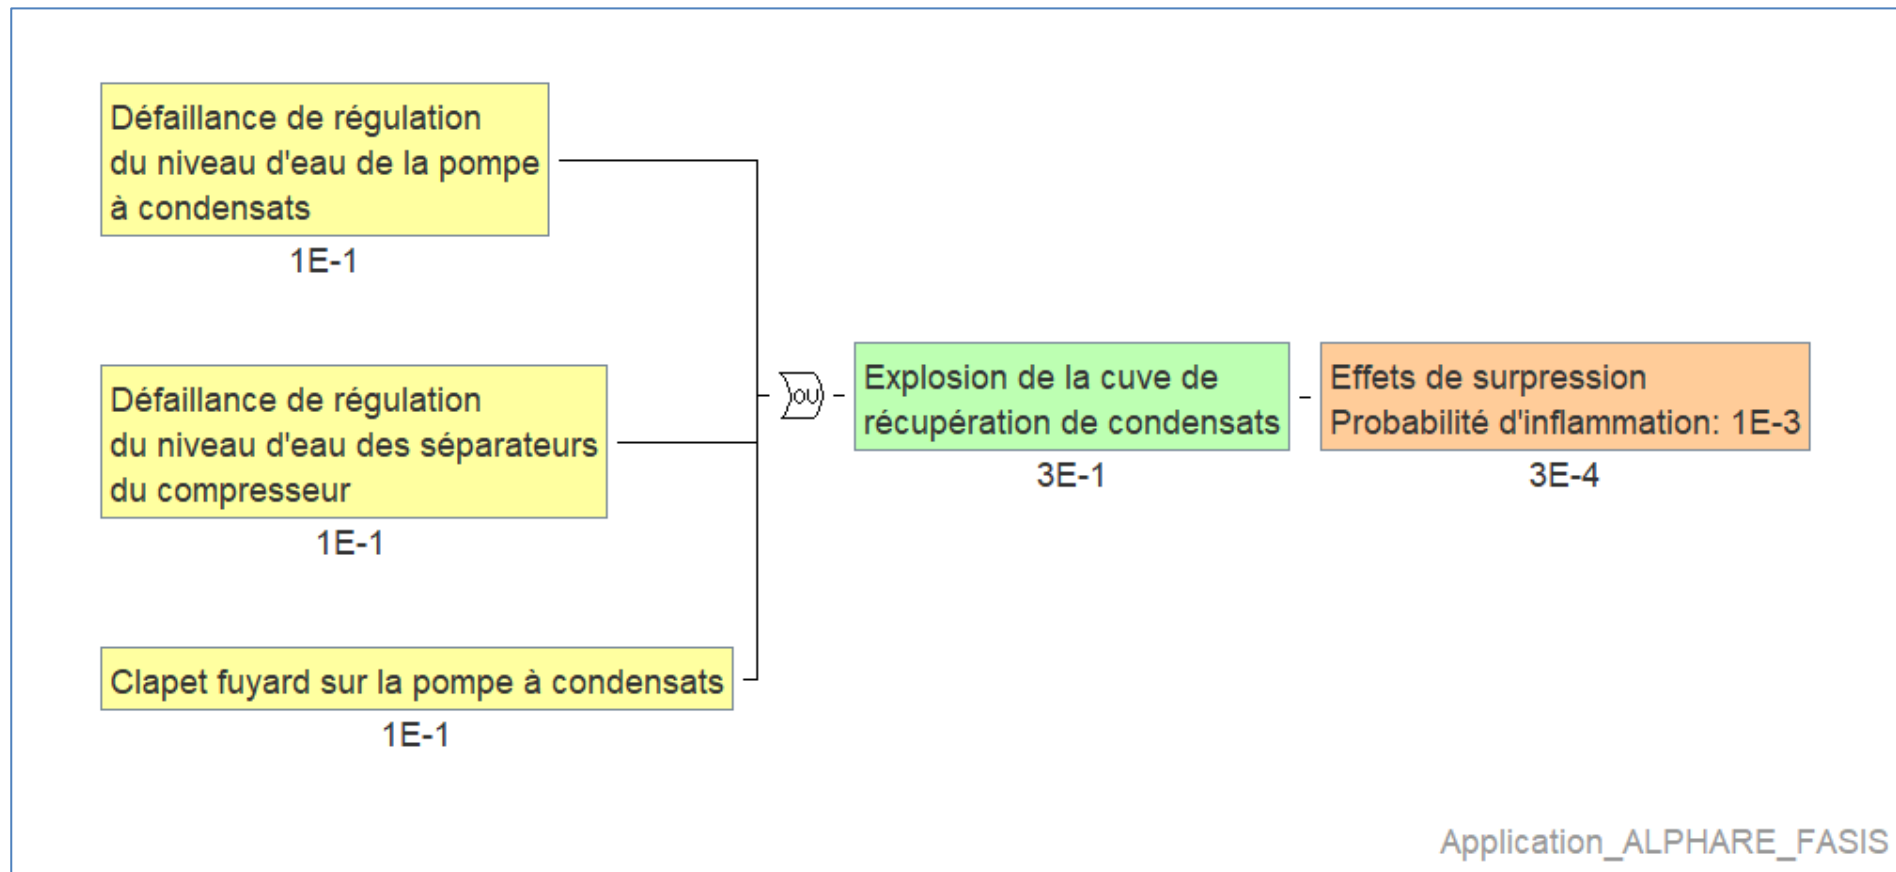 Défaillance de régulation
du niveau d'eau de la pompe
à condensats
1E-1
Défaillance de régulation
du niveau d'eau des séparateurs
du compresseur
1E-1
Clapet fuyard sur la pompe à condensats
1E-1
OU
Explosion de la cuve de
récupération de condensats
3E-1
Effets de surpression
Probabilité d'inflammation: 1E-3
3E-4
Application_ALPHARE_FASIS